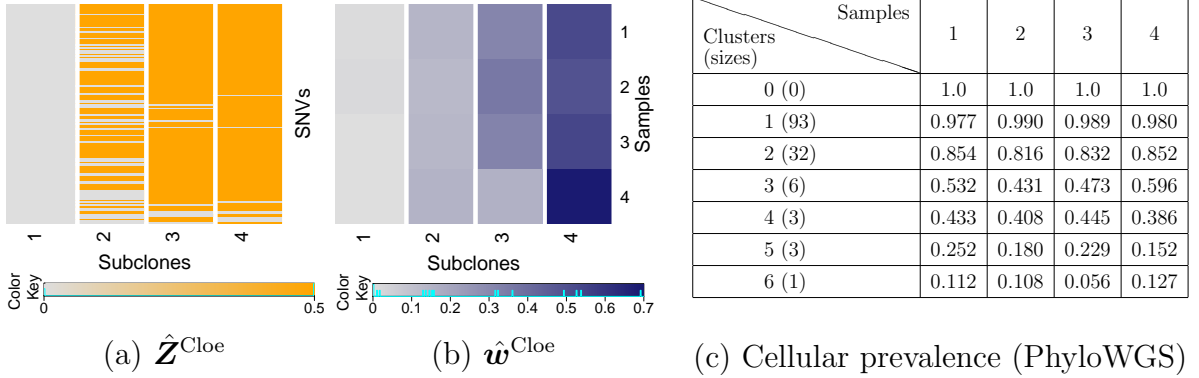 SNVs
1 2 3 4
Subclones
Color Key
0 0.5
(a) Ẑ^Cloe
1
2
3
4
Samples
1 2 3 4
Subclones
Color Key
0 0.1 0.2 0.3 0.4 0.5 0.6 0.7
(b) ŵ^Cloe
Samples
Clusters
(sizes)
1 2 3 4
0 (0) 1.0 1.0 1.0 1.0
1 (93) 0.977 0.990 0.989 0.980
2 (32) 0.854 0.816 0.832 0.852
3 (6) 0.532 0.431 0.473 0.596
4 (3) 0.433 0.408 0.445 0.386
5 (3) 0.252 0.180 0.229 0.152
6 (1) 0.112 0.108 0.056 0.127
(c) Cellular prevalence (PhyloWGS)